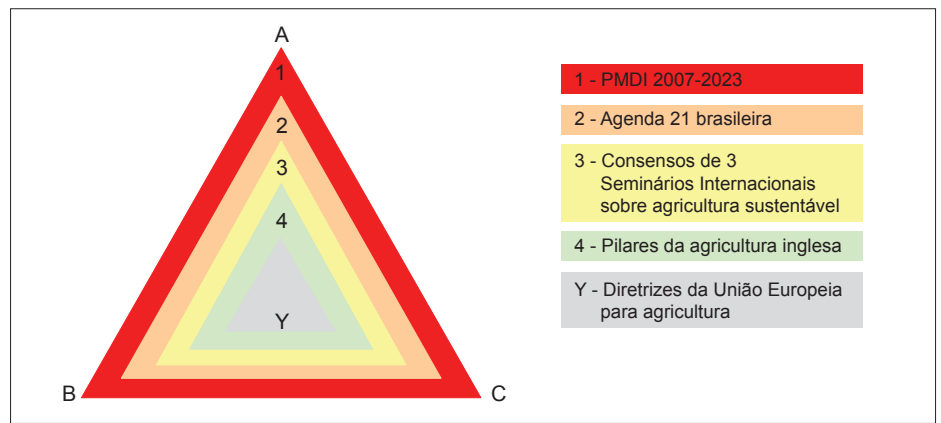 A
1
2
3
4
Y
B
C
1 - PMDI 2007-2023
2 - Agenda 21 brasileira
3 - Consensos de 3
Seminários Internacionais
sobre agricultura sustentável
4 - Pilares da agricultura inglesa
Y - Diretrizes da União Europeia
para agricultura